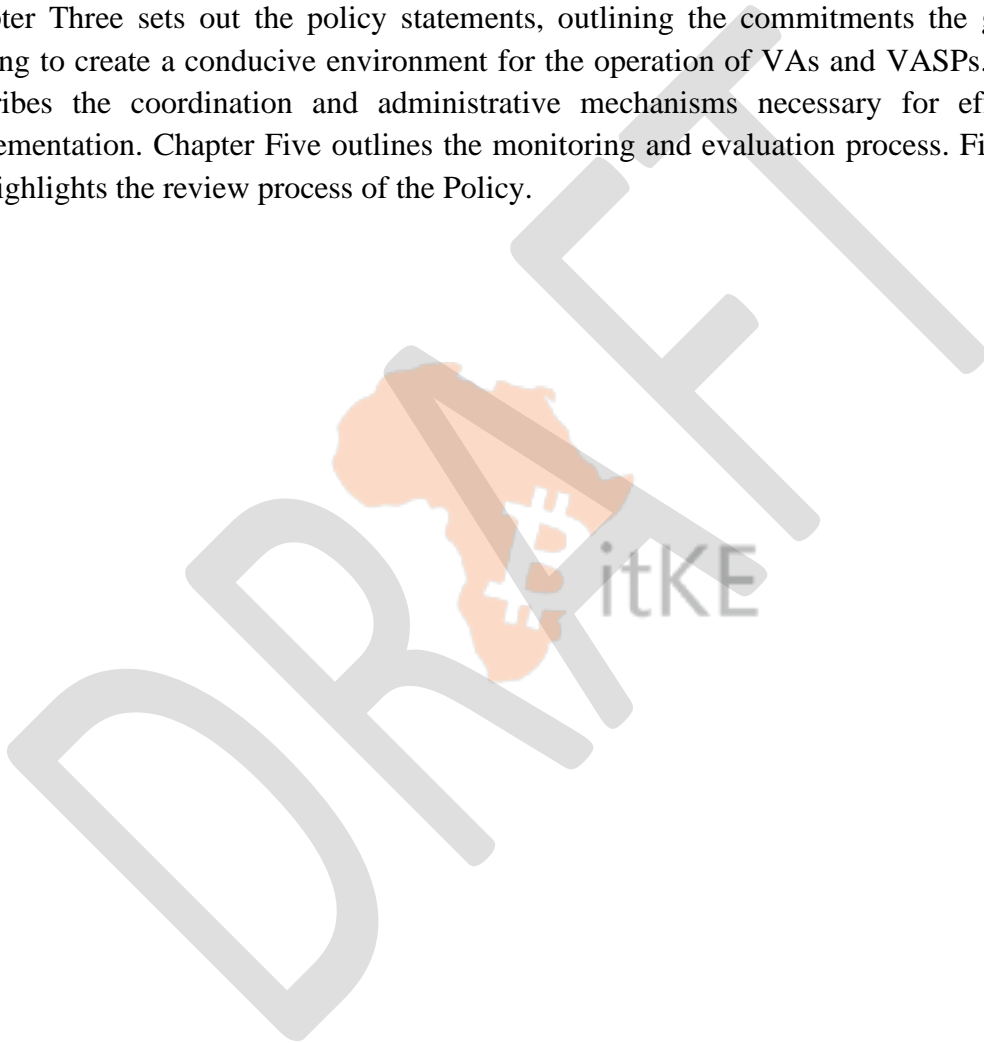 pter Three sets out the policy statements, outlining the commitments the g
ing to create a conducive environment for the operation of VAs and VASPs.
ribes the coordination and administrative mechanisms necessary for ef
ementation. Chapter Five outlines the monitoring and evaluation process. Fi
ighlights the review process of the Policy.
DRAFT
₿itKE